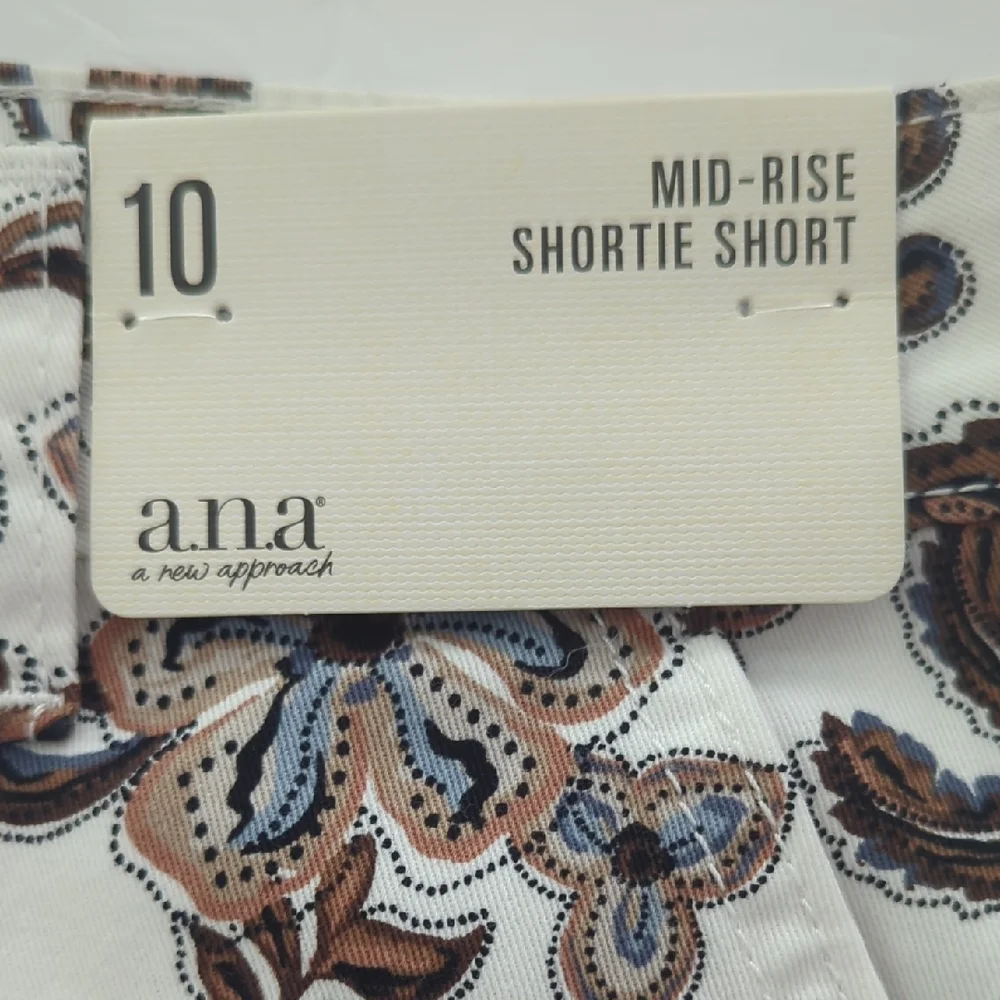 10
MID-RISE
SHORTIE SHORT
a.n.a®
a new approach